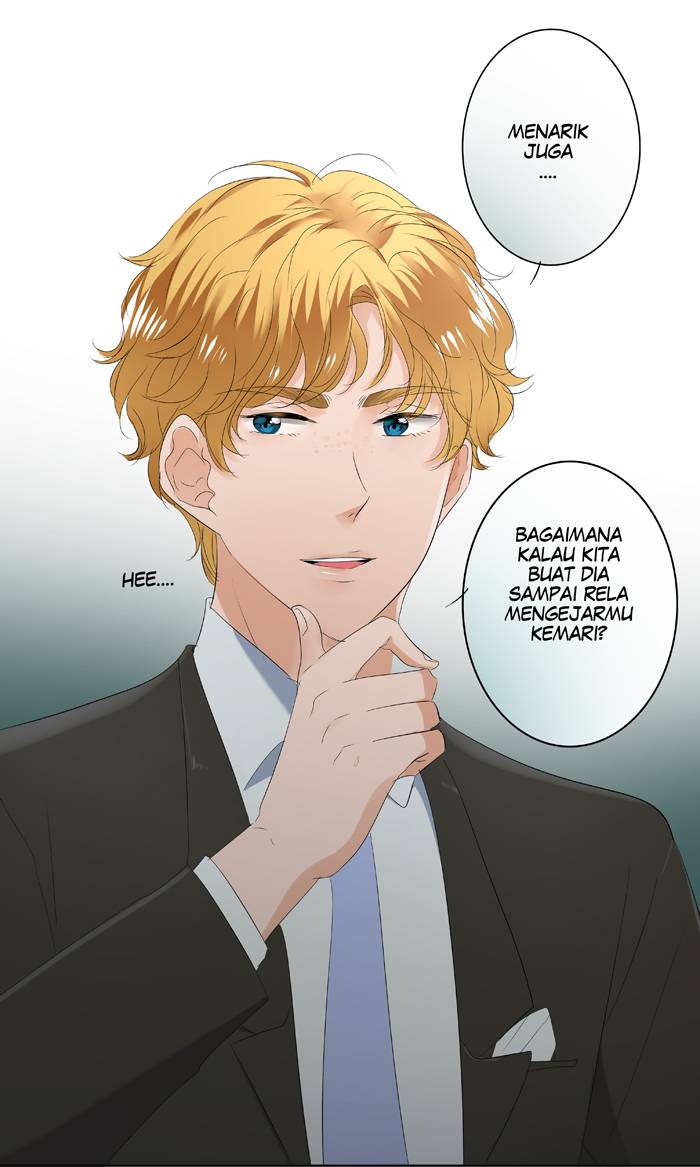 MENARIK
JUGA
....
HEE....
BAGAIMANA
KALAU KITA
BUAT DIA
SAMPAI RELA
MENGEJARMU
KEMARI?